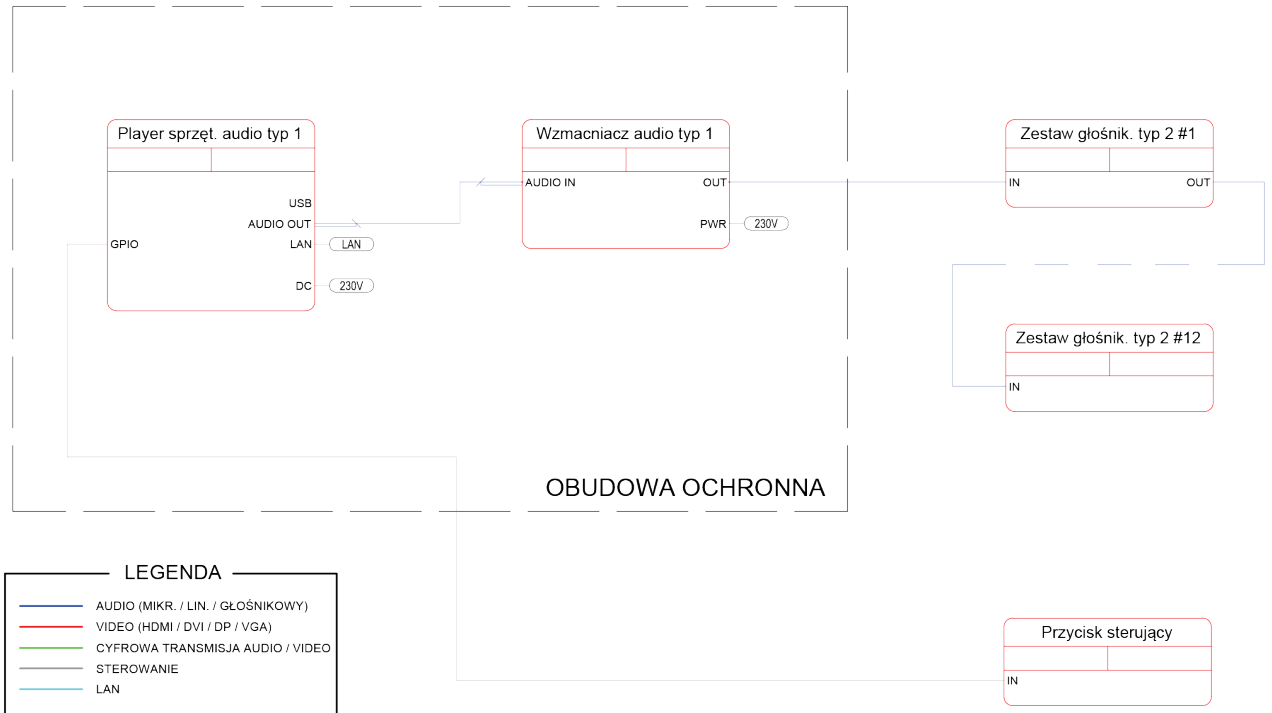 Player sprzęt. audio typ 1
USB
AUDIO OUT
GPIO
LAN
LAN
DC
230V
Wzmacniacz audio typ 1
AUDIO IN
OUT
PWR
230V
Zestaw głośnik. typ 2 #1
IN
OUT
Zestaw głośnik. typ 2 #12
IN
OBUDOWA OCHRONNA
LEGENDA
AUDIO (MIKR. / LIN. / GŁOŚNIKOWY)
VIDEO (HDMI / DVI / DP / VGA)
CYFROWA TRANSMISJA AUDIO / VIDEO
STEROWANIE
LAN
Przycisk sterujący
IN